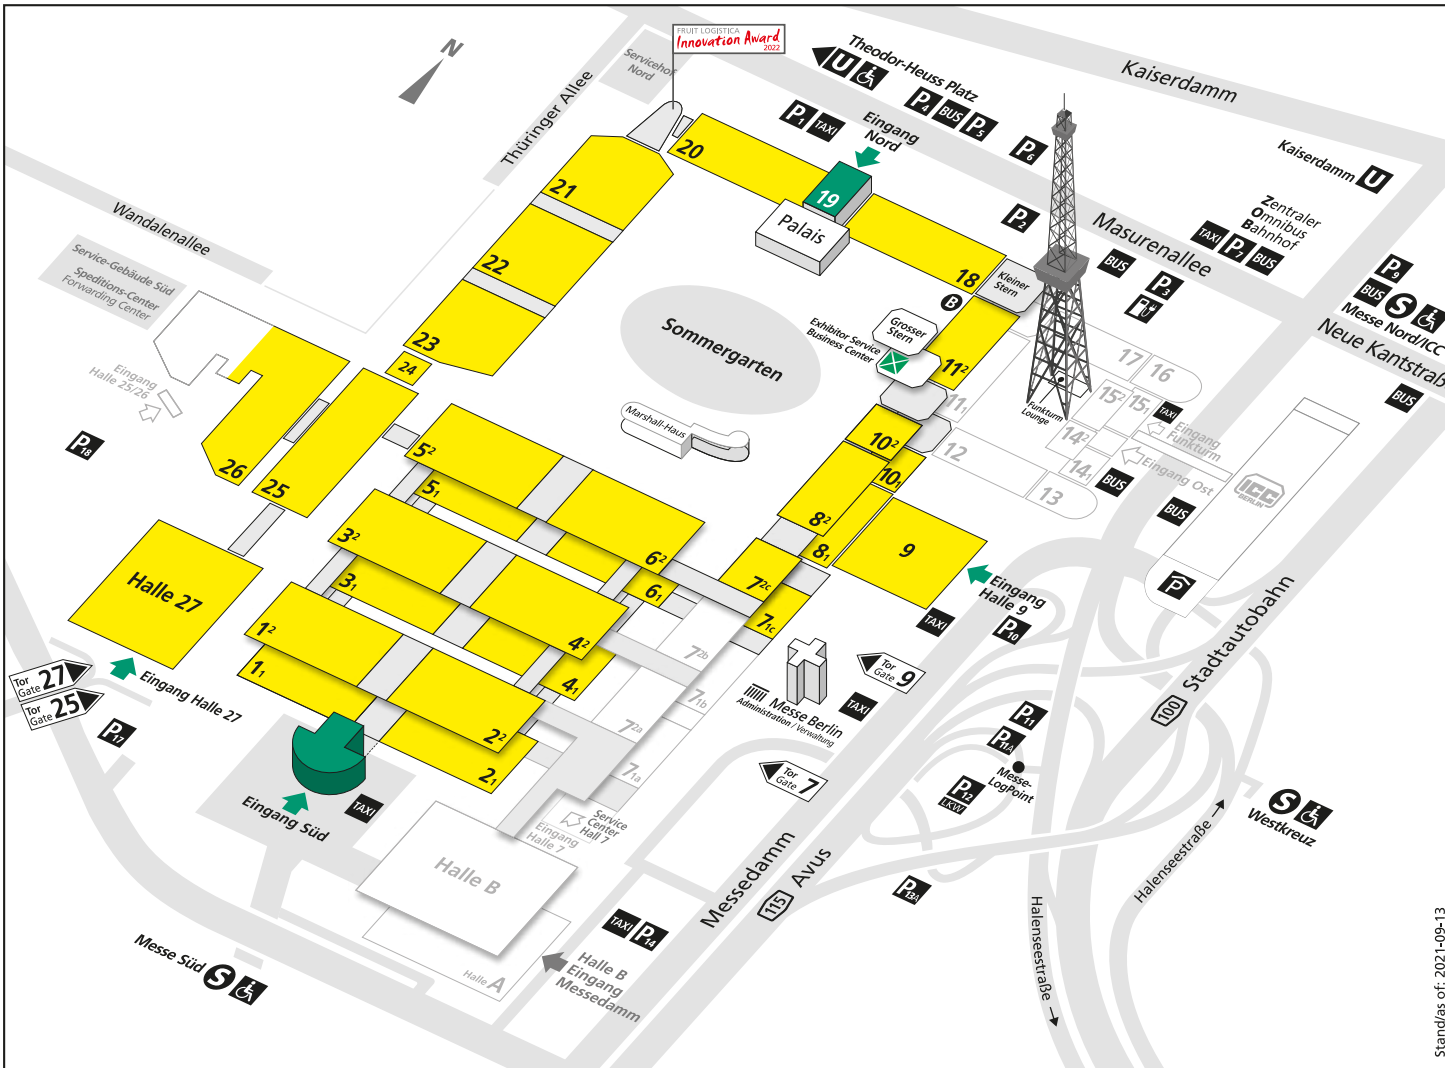 FRUIT LOGISTICA
Innovation Award
2022
N
Servicehof
Nord
Thüringer Allee
Theodor-Heuss Platz
U
P4
BUS
P5
P1
TAXI
Eingang
Nord
P6
Kaiserdamm
Kaiserdamm
U
Zentraler
Omnibus
Bahnhof
TAXI
P7
BUS
P2
Masurenallee
BUS
P3
P9
BUS
S
Messe Nord/ICC
Neue Kantstraß
BUS
Wandalenallee
Service-Gebäude Süd
Speditions-Center
Forwarding Center
20
19
Palais
21
22
23
24
18
Kleiner
Stern
B
Grosser
Stern
Exhibitor Service
Business Center
11²
11₁
Sommergarten
Marshall-Haus
Funkturm
Lounge
17
16
15²
15₁
TAXI
14²
14₁
Eingang
Funkturm
Eingang Ost
12
13
BUS
BUS
ICC
BERLIN
P
Eingang
Halle 25/26
P18
26
25
5²
5₁
6²
6₁
3²
3₁
4²
4₁
1²
1₁
2²
2₁
10²
10₁
8²
8₁
9
7²c
7₁c
7²b
7₁b
7²a
7₁a
Eingang
Halle 9
TAXI
P10
Halle 27
Tor
Gate 27
Tor
Gate 25
Eingang Halle 27
P17
Eingang Süd
TAXI
Messe Berlin
Administration / Verwaltung
TAXI
Tor
Gate 9
Tor
Gate 7
Service
Center
Hall 7
Eingang
Halle 7
Halle B
Halle A
TAXI
P14
Halle B
Eingang
Messedamm
Messe Süd
S
Messedamm
115 Avus
100 Stadtautobahn
P11
P11A
Messe-
LogPoint
P12
LKW
P13A
S
Westkreuz
Halenseestraße
Halenseestraße
Stand/as of: 2021-09-13